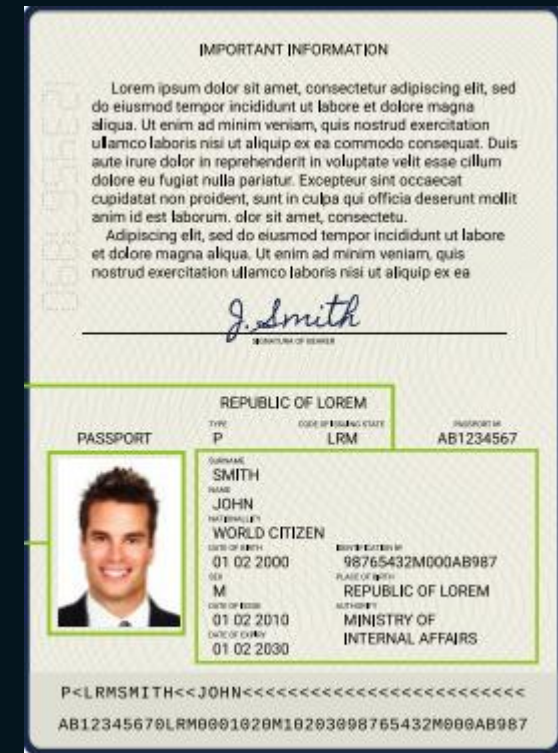 IMPORTANT INFORMATION
Lorem ipsum dolor sit amet, consectetur adipiscing elit, sed
do eiusmod tempor incididunt ut labore et dolore magna
aliqua. Ut enim ad minim veniam, quis nostrud exercitation
ullamco laboris nisi ut aliquip ex ea commodo consequat. Duis
aute irure dolor in reprehenderit in voluptate velit esse cillum
dolore eu fugiat nulla pariatur. Excepteur sint occaecat
cupidatat non proident, sunt in culpa qui officia deserunt mollit
anim id est laborum. olor sit amet, consectetu.
Adipiscing elit, sed do eiusmod tempor incididunt ut labore
et dolore magna aliqua. Ut enim ad minim veniam, quis
nostrud exercitation ullamco laboris nisi ut aliquip ex ea
J. Smith
REPUBLIC OF LOREM
TYPE CODE OF ISSUING STATE PASSPORT №
PASSPORT P LRM AB1234567
SURNAME
SMITH
NAME
JOHN
WORLD CITIZEN
DATE OF BIRTH IDENTIFICATION №
01 02 2000 98765432M000AB987
SEX PLACE OF BIRTH
M REPUBLIC OF LOREM
DATE OF ISSUE AUTHORITY
01 02 2010 MINISTRY OF
DATE OF EXPIRY INTERNAL AFFAIRS
01 02 2030
P<LRMSMITH<<JOHN<<<<<<<<<<<<<<<<<<<<<<<<<
AB12345670LRM0001020M10203098765432M000AB987